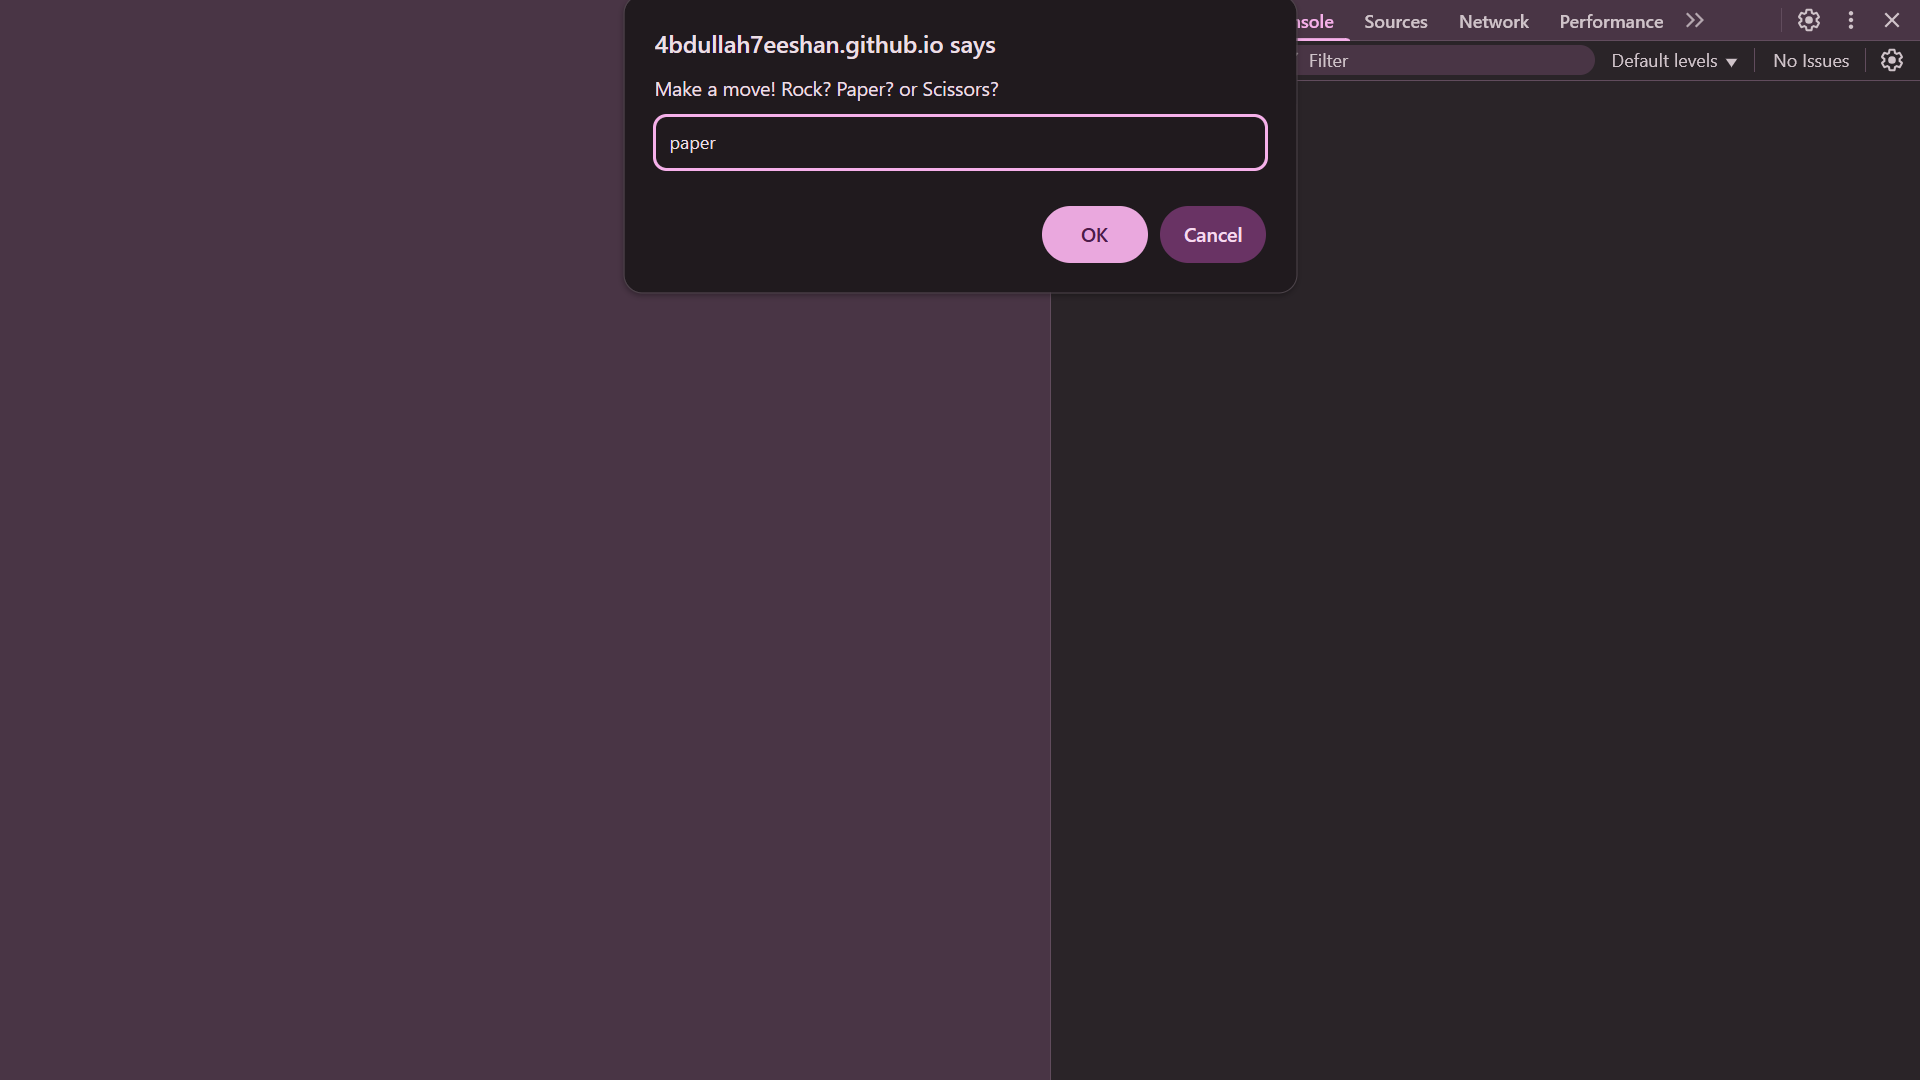 4bdullah7eeshan.github.io says
Make a move! Rock? Paper? or Scissors?
paper
OK Cancel
Sources Network Performance
Filter Default levels No Issues